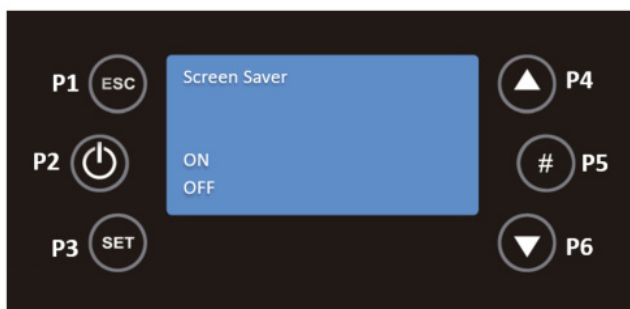 P1 ESC
Screen Saver
P4
P2
ON
OFF
# P5
P3 SET
P6